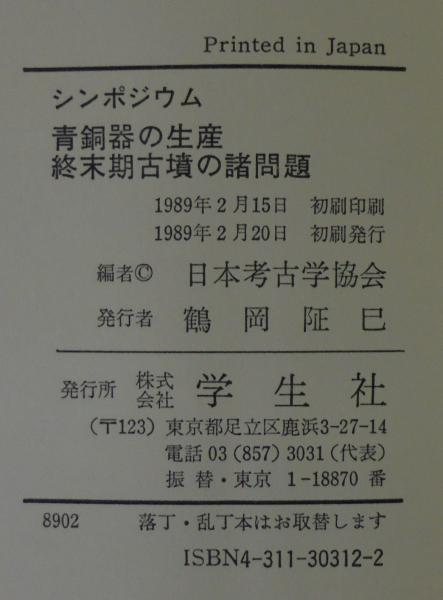 Printed in Japan
シンポジウム
青銅器の生産
終末期古墳の諸問題
1989年2月15日 初刷印刷
1989年2月20日 初刷発行
編者© 日本考古学協会
発行者 鶴岡阷巳
発行所 株式会社 学生社
(〒123) 東京都足立区鹿浜3-27-14
電話 03 (857) 3031 (代表)
振替・東京 1-18870 番
8902 落丁・乱丁本はお取替します
ISBN4-311-30312-2